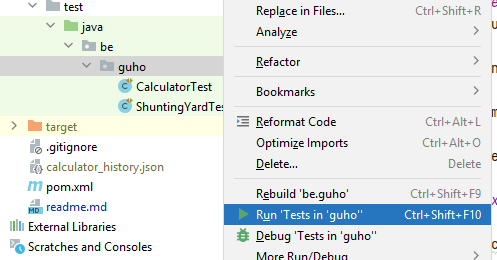 test
java
be
guho
CalculatorTest
ShuntingYardTes
target
.gitignore
calculator_history.json
pom.xml
readme.md
External Libraries
Scratches and Consoles
Replace in Files... Ctrl+Shift+R
Analyze
Refactor
Bookmarks
Reformat Code Ctrl+Alt+L
Optimize Imports Ctrl+Alt+O
Delete... Delete
Rebuild 'be.guho' Ctrl+Shift+F9
Run 'Tests in 'guho'' Ctrl+Shift+F10
Debug 'Tests in 'guho''
More Run/Debug